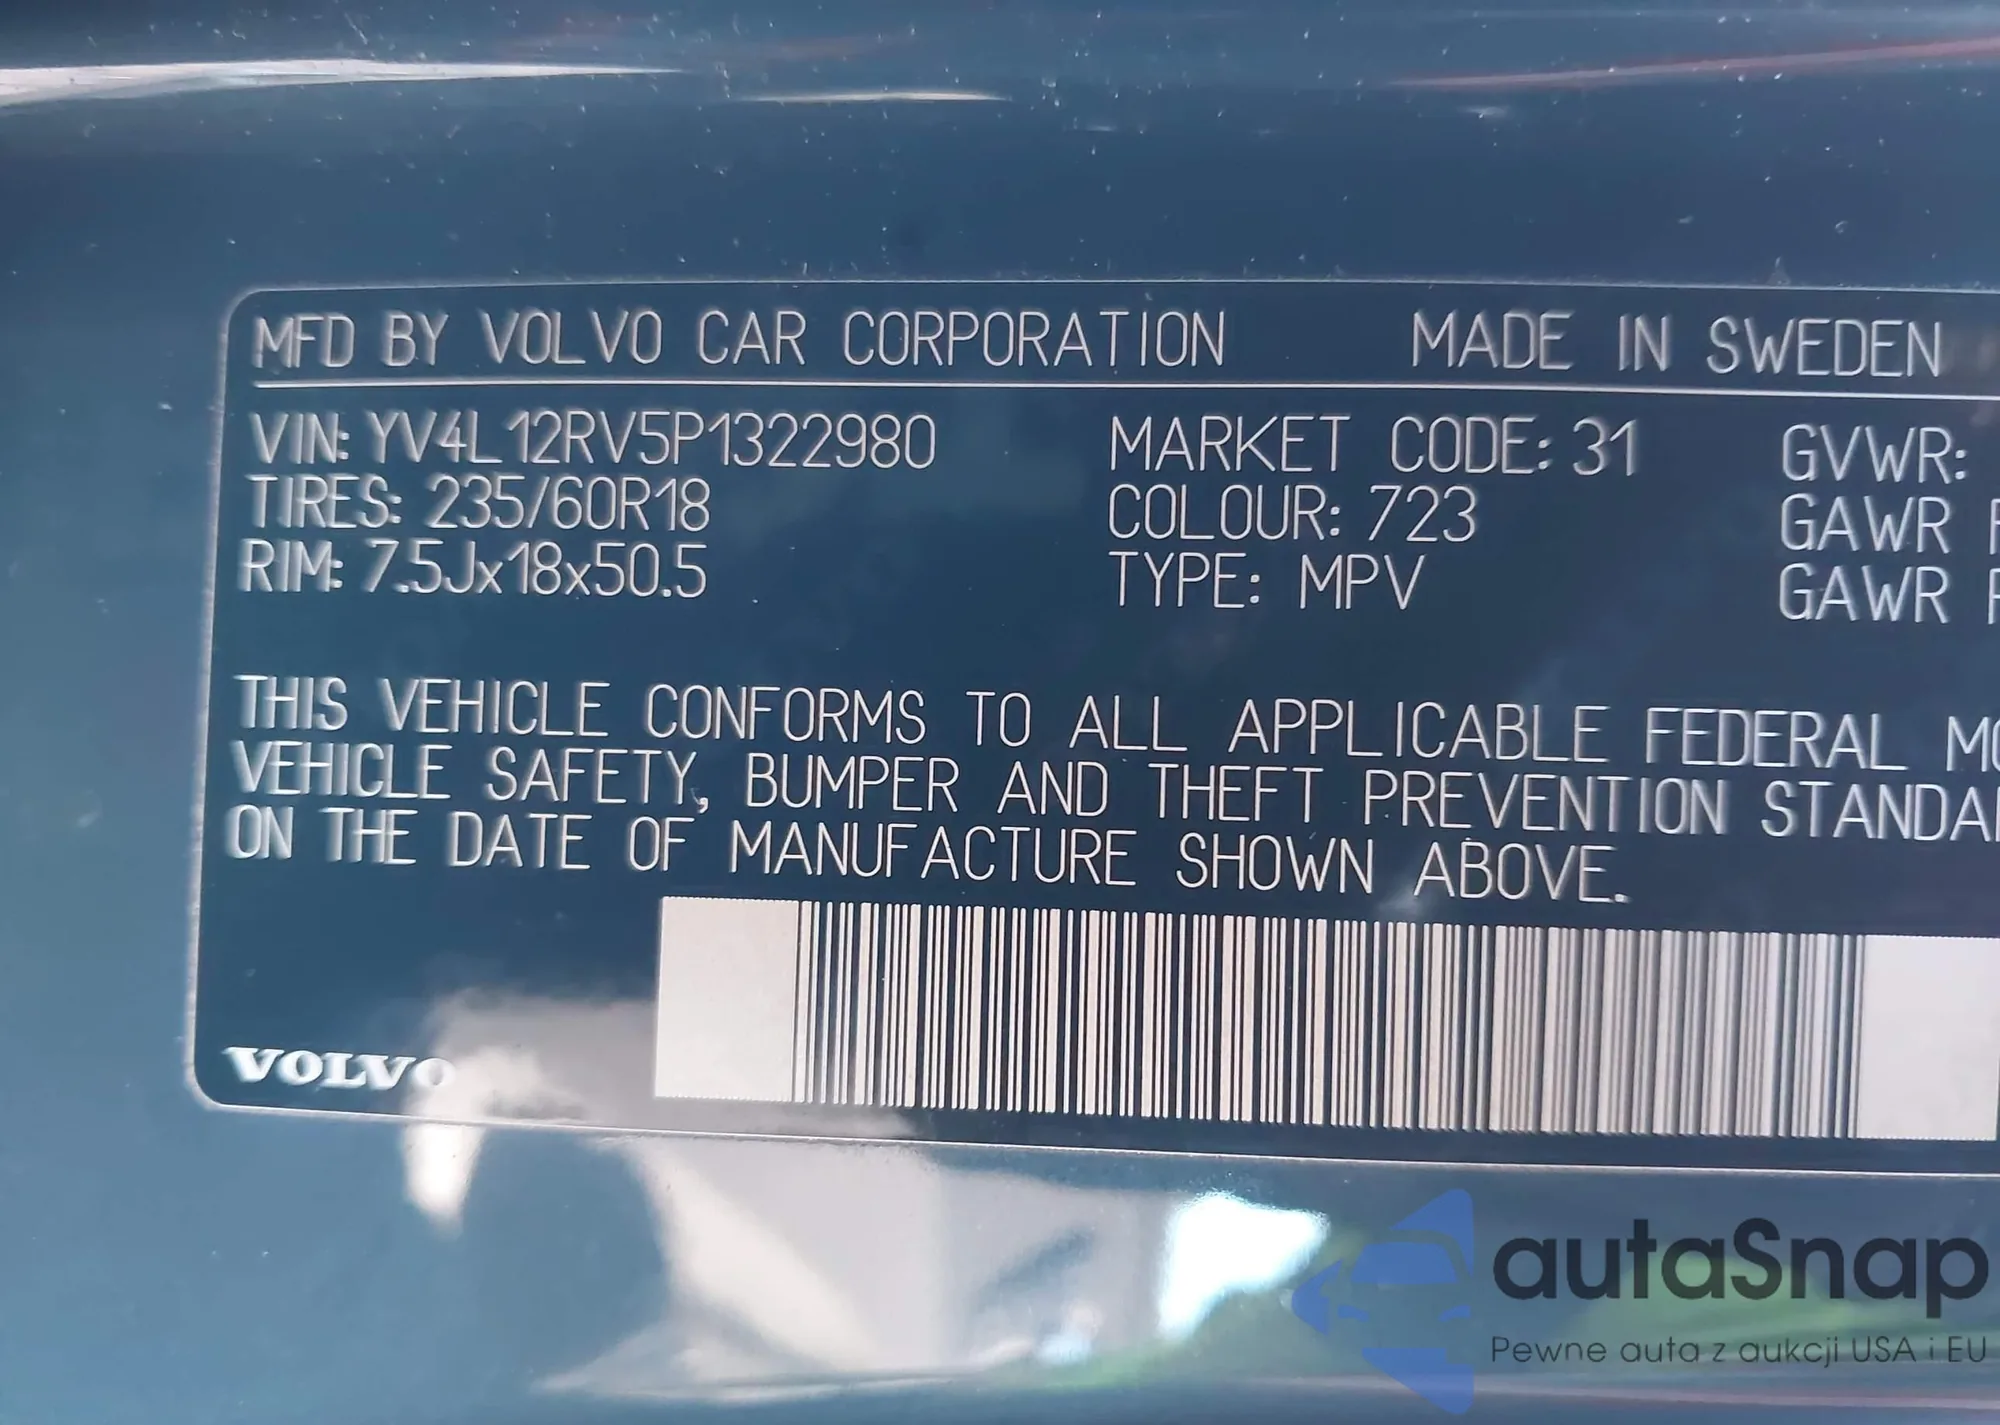 MFD BY VOLVO CAR CORPORATION MADE IN SWEDEN
VIN: YV4L12RV5P1322980 MARKET CODE: 31 GVWR:
TIRES: 235/60R18 COLOUR: 723 GAWR
RIM: 7.5Jx18x50.5 TYPE: MPV GAWR
THIS VEHICLE CONFORMS TO ALL APPLICABLE FEDERAL
VEHICLE SAFETY, BUMPER AND THEFT PREVENTION
ON THE DATE OF MANUFACTURE SHOWN ABOVE.
VOLVO
autaSnap
Pewne auta z aukcji USA i EU